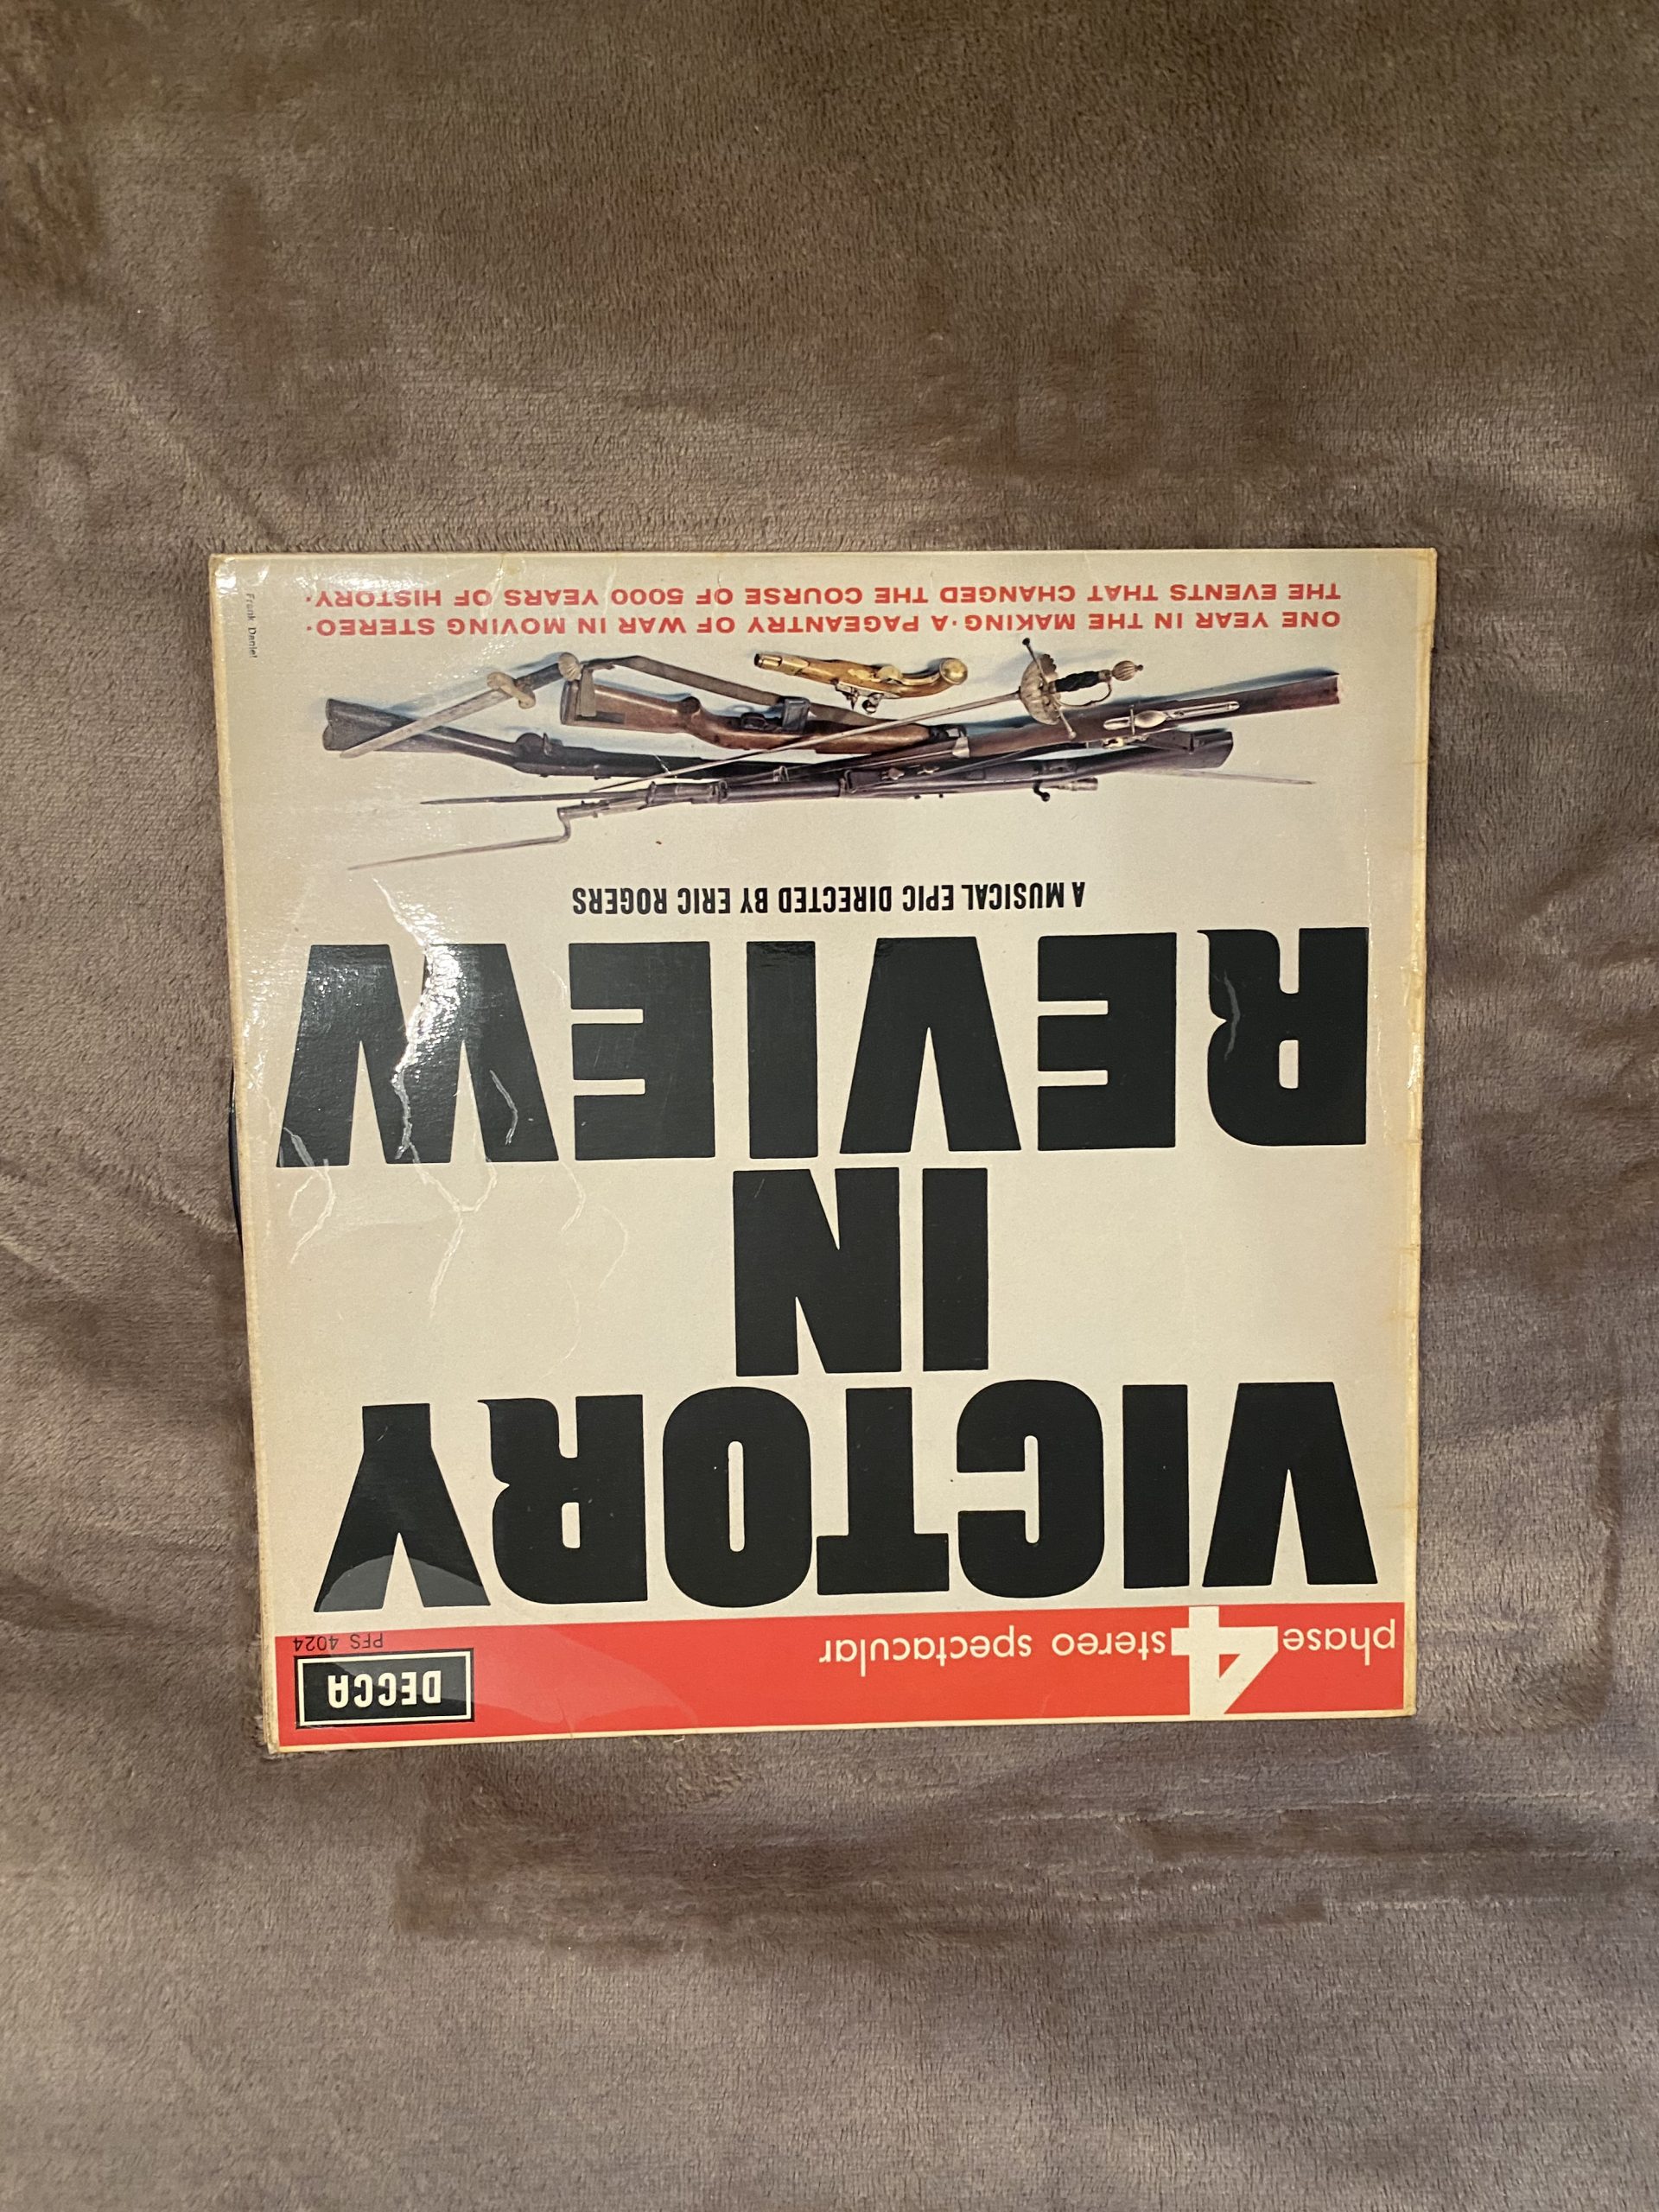 phase 4 stereo spectacular
DECCA
PFS 4024
VICTORY
IN
REVIEW
A MUSICAL EPIC DIRECTED BY ERIC ROGERS
ONE YEAR IN THE MAKING·A PAGEANTRY OF WAR IN MOVING STEREO·
THE EVENTS THAT CHANGED THE COURSE OF 5000 YEARS OF HISTORY·
Frank Daniel